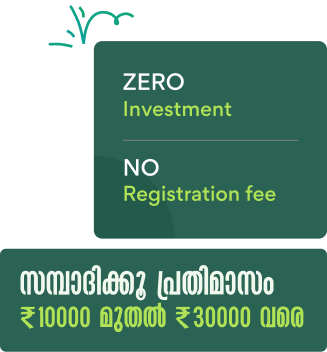 ZERO
Investment
NO
Registration fee
സമ്പാദിക്കൂ പ്രതിമാസം
₹10000 മുതൽ ₹30000 വരെ